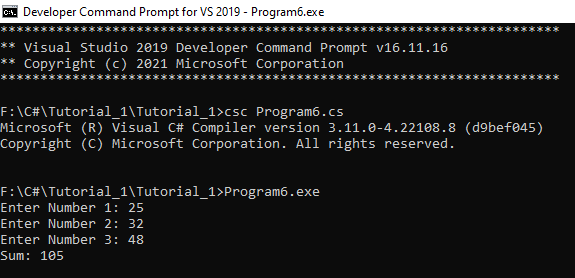 Developer Command Prompt for VS 2019 - Program6.exe
**********************************************************************
** Visual Studio 2019 Developer Command Prompt v16.11.16
** Copyright (c) 2021 Microsoft Corporation
**********************************************************************
F:\C#\Tutorial_1\Tutorial_1>csc Program6.cs
Microsoft (R) Visual C# Compiler version 3.11.0-4.22108.8 (d9bef045)
Copyright (C) Microsoft Corporation. All rights reserved.
F:\C#\Tutorial_1\Tutorial_1>Program6.exe
Enter Number 1: 25
Enter Number 2: 32
Enter Number 3: 48
Sum: 105